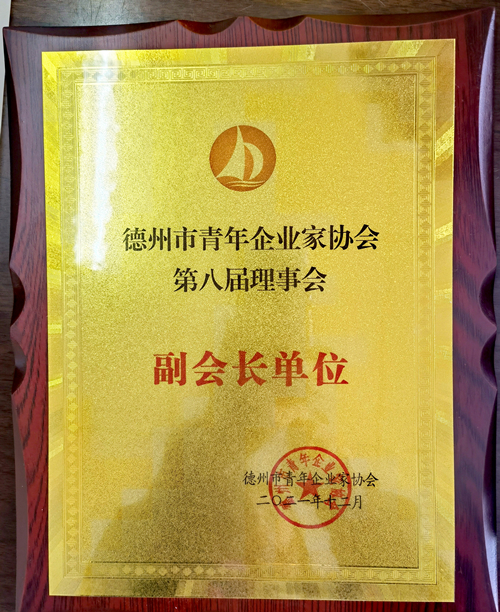 德州市青年企业家协会
第八届理事会
副会长单位
德州市青年企业家协会
二〇二一年十二月